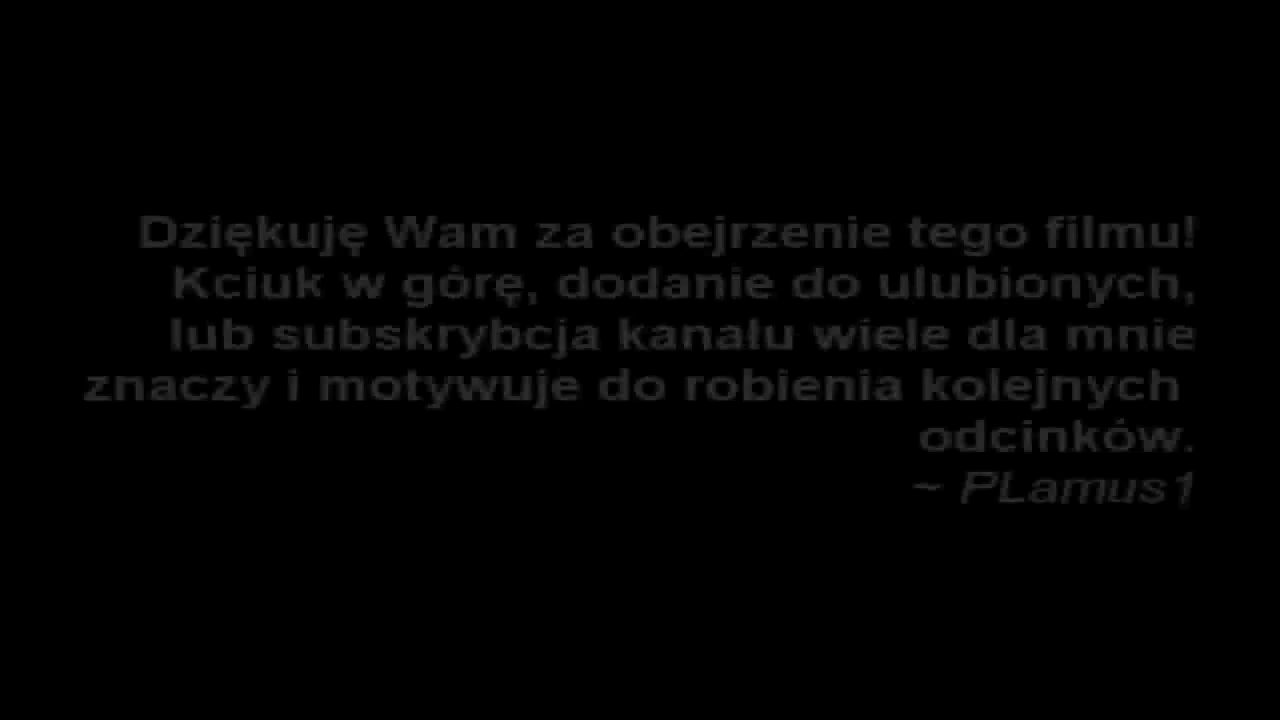 Dziękuję Wam za obejrzenie tego filmu!
Kciuk w górę, dodanie do ulubionych,
lub subskrybcja kanału wiele dla mnie
znaczy i motywuje do robienia kolejnych
odcinków.
~ PLamus1